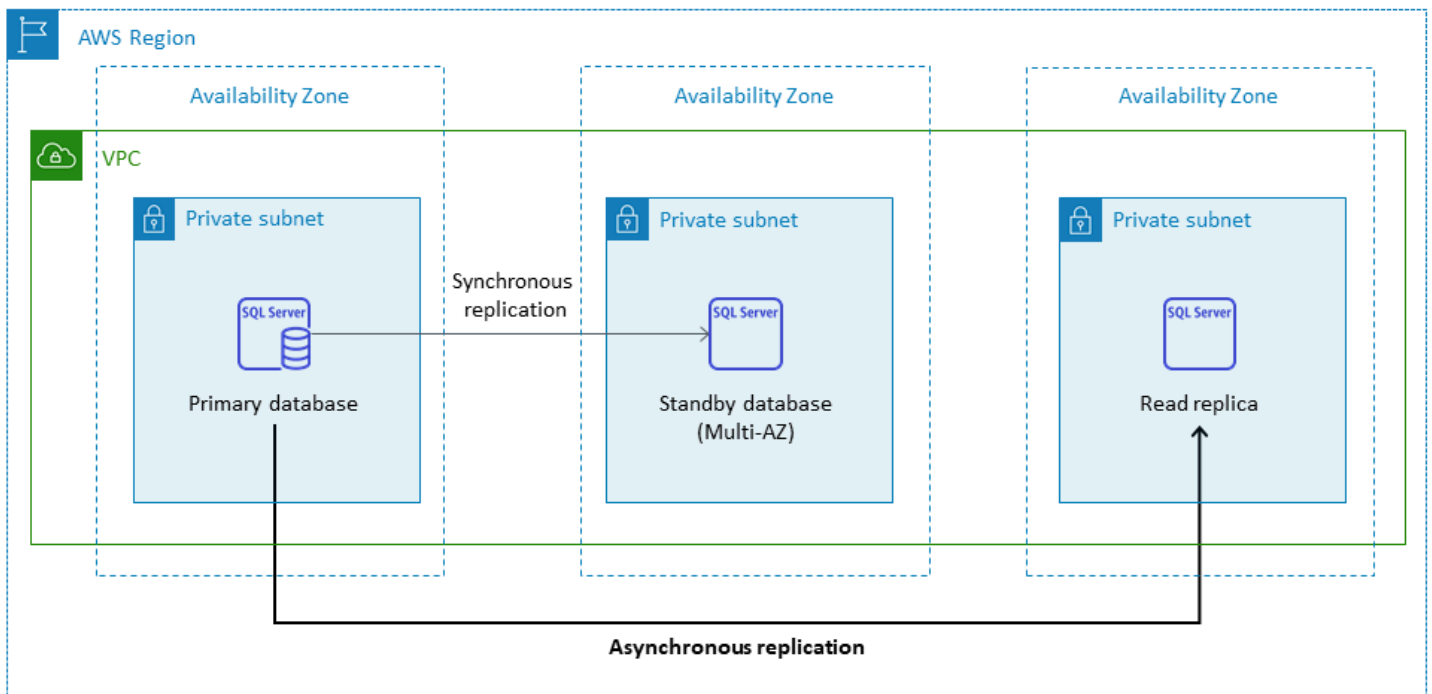 AWS Region
Availability Zone
Availability Zone
Availability Zone
VPC
Private subnet
Private subnet
Private subnet
Synchronous
replication
SQL Server
SQL Server
SQL Server
Primary database
Standby database
(Multi-AZ)
Read replica
Asynchronous replication